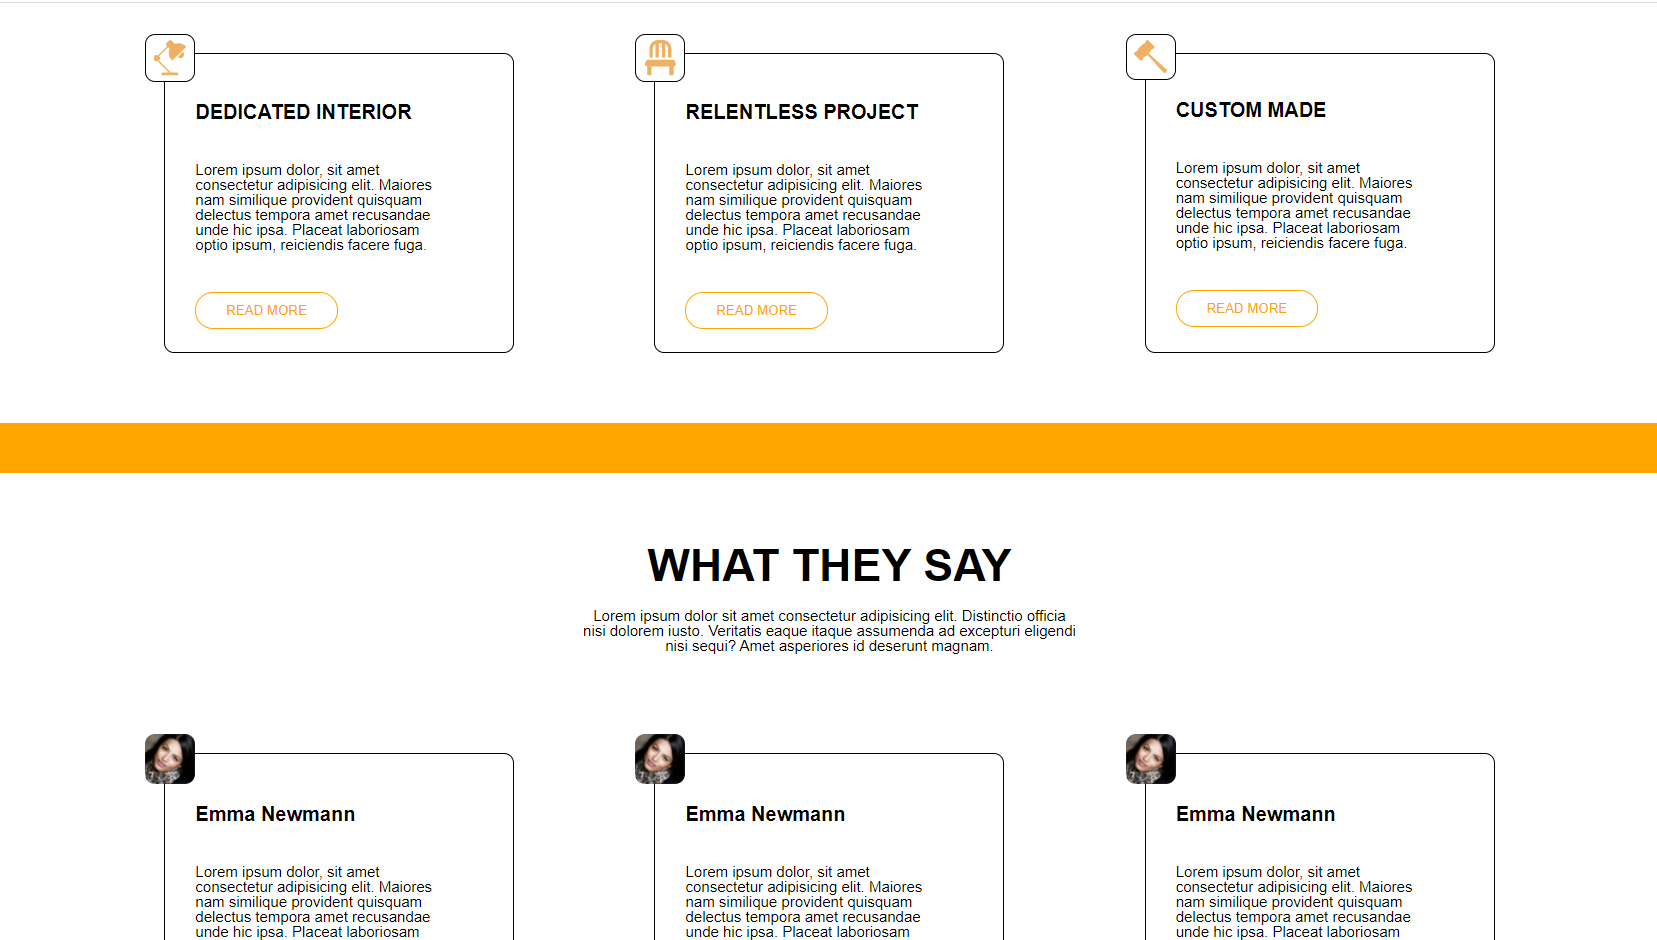 DEDICATED INTERIOR
Lorem ipsum dolor, sit amet
consectetur adipisicing elit. Maiores
nam similique provident quisquam
delectus tempora amet recusandae
unde hic ipsa. Placeat laboriosam
optio ipsum, reiciendis facere fuga.
READ MORE
RELENTLESS PROJECT
Lorem ipsum dolor, sit amet
consectetur adipisicing elit. Maiores
nam similique provident quisquam
delectus tempora amet recusandae
unde hic ipsa. Placeat laboriosam
optio ipsum, reiciendis facere fuga.
READ MORE
CUSTOM MADE
Lorem ipsum dolor, sit amet
consectetur adipisicing elit. Maiores
nam similique provident quisquam
delectus tempora amet recusandae
unde hic ipsa. Placeat laboriosam
optio ipsum, reiciendis facere fuga.
READ MORE
WHAT THEY SAY
Lorem ipsum dolor sit amet consectetur adipisicing elit. Distinctio officia
nisi dolorem iusto. Veritatis eaque itaque assumenda ad excepturi eligendi
nisi sequi? Amet asperiores id deserunt magnam.
Emma Newmann
Lorem ipsum dolor, sit amet
consectetur adipisicing elit. Maiores
nam similique provident quisquam
delectus tempora amet recusandae
unde hic ipsa. Placeat laboriosam
Emma Newmann
Lorem ipsum dolor, sit amet
consectetur adipisicing elit. Maiores
nam similique provident quisquam
delectus tempora amet recusandae
unde hic ipsa. Placeat laboriosam
Emma Newmann
Lorem ipsum dolor, sit amet
consectetur adipisicing elit. Maiores
nam similique provident quisquam
delectus tempora amet recusandae
unde hic ipsa. Placeat laboriosam